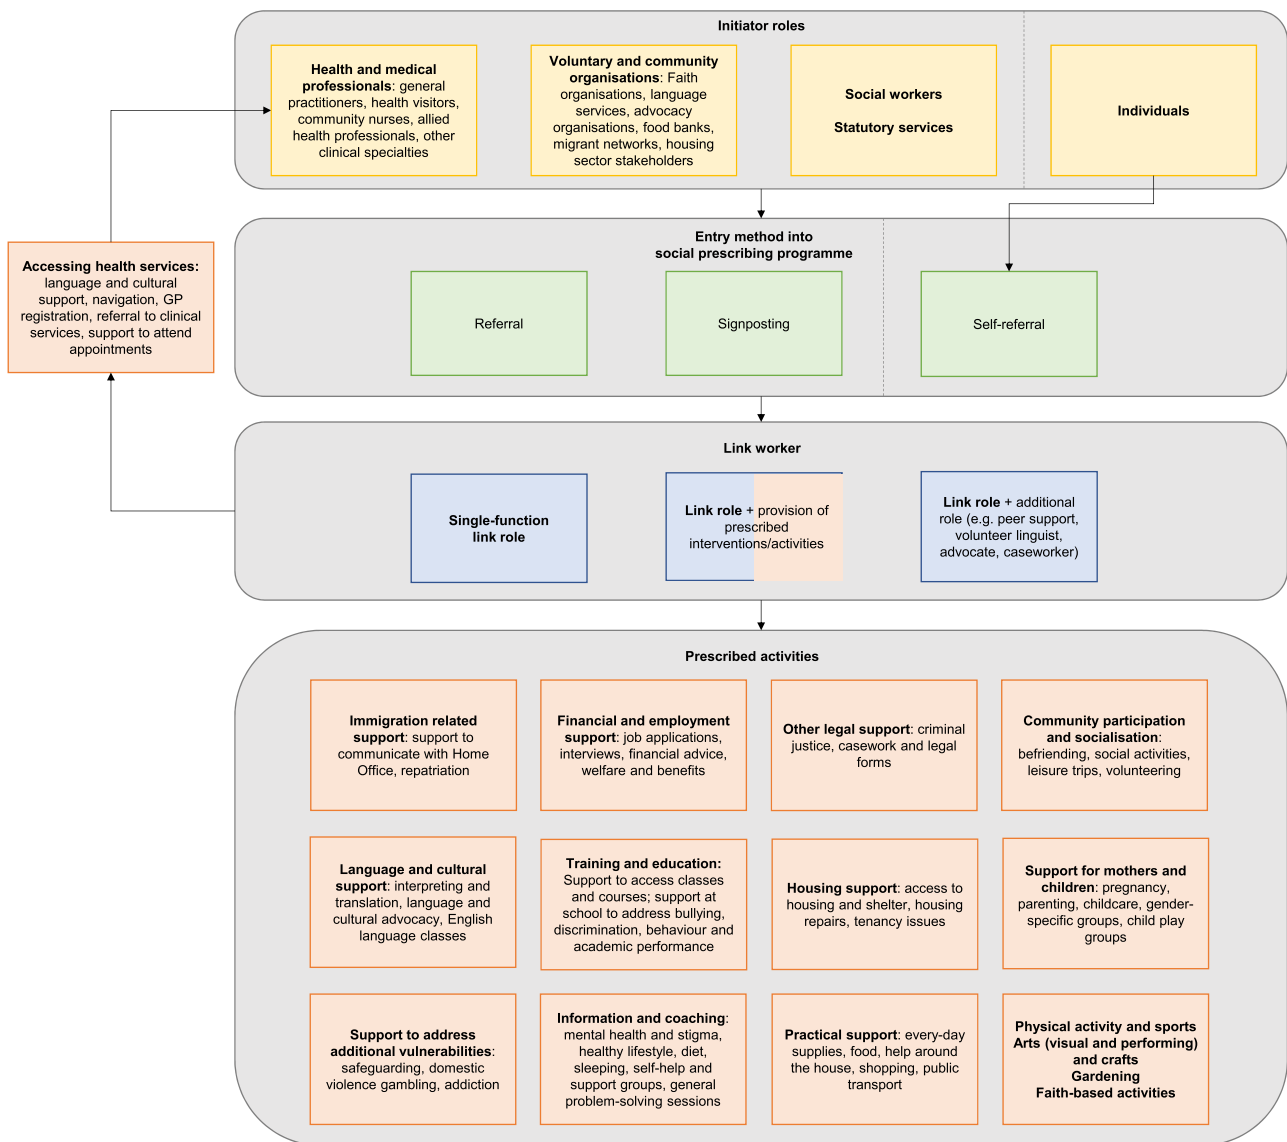 Initiator roles
Health and medical
professionals: general
practitioners, health visitors,
community nurses, allied
health professionals, other
clinical specialties
Voluntary and community
organisations: Faith
organisations, language
services, advocacy
organisations, food banks,
migrant networks, housing
sector stakeholders
Social workers
Statutory services
Individuals
Accessing health services:
language and cultural
support, navigation, GP
registration, referral to clinical
services, support to attend
appointments
Entry method into
social prescribing programme
Referral
Signposting
Self-referral
Link worker
Single-function
link role
Link role + provision of
prescribed
interventions/activities
Link role + additional
role (e.g. peer support,
volunteer linguist,
advocate, caseworker)
Prescribed activities
Immigration related
support: support to
communicate with Home
Office, repatriation
Financial and employment
support: job applications,
interviews, financial advice,
welfare and benefits
Other legal support: criminal
justice, casework and legal
forms
Community participation
and socialisation:
befriending, social activities,
leisure trips, volunteering
Language and cultural
support: interpreting and
translation, language and
cultural advocacy, English
language classes
Training and education:
Support to access classes
and courses; support at
school to address bullying,
discrimination, behaviour and
academic performance
Housing support: access to
housing and shelter, housing
repairs, tenancy issues
Support for mothers and
children: pregnancy,
parenting, childcare, gender-
specific groups, child play
groups
Support to address
additional vulnerabilities:
safeguarding, domestic
violence gambling, addiction
Information and coaching:
mental health and stigma,
healthy lifestyle, diet,
sleeping, self-help and
support groups, general
problem-solving sessions
Practical support: every-day
supplies, food, help around
the house, shopping, public
transport
Physical activity and sports
Arts (visual and performing)
and crafts
Gardening
Faith-based activities